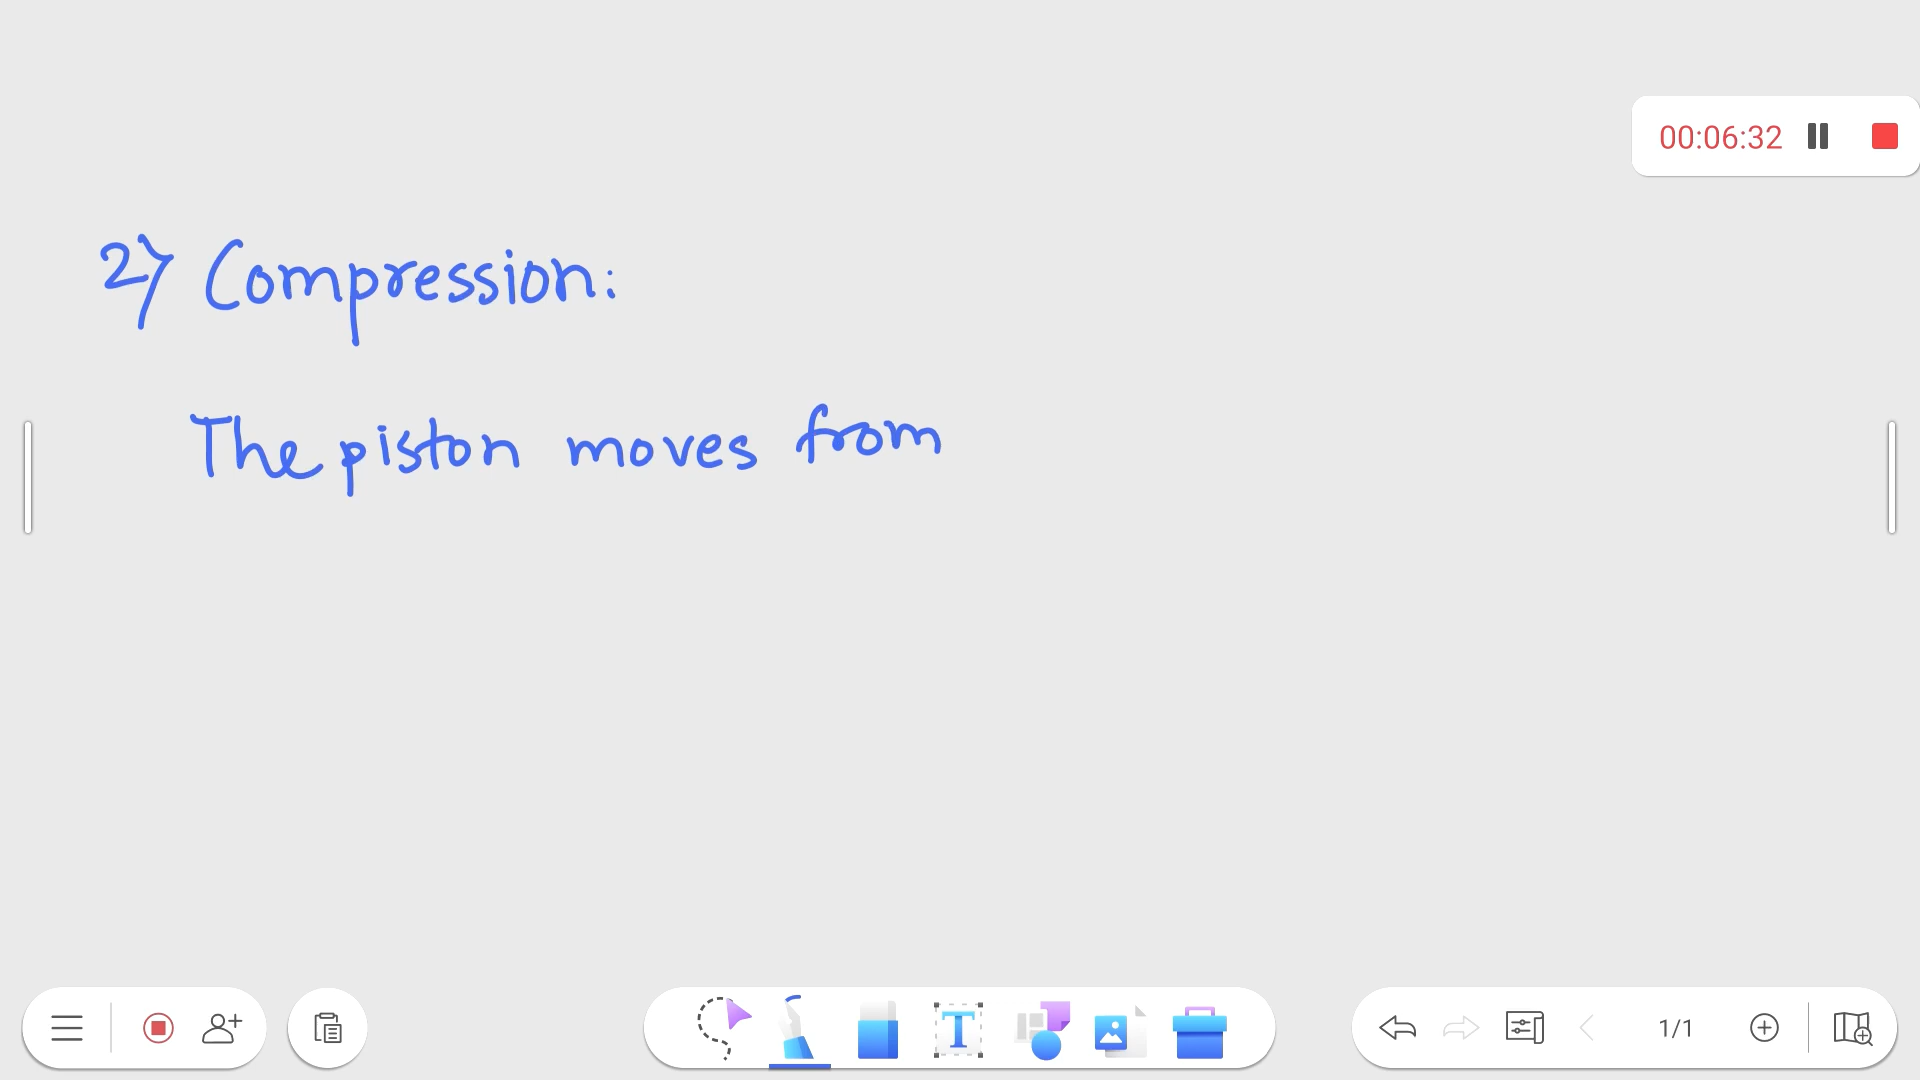 00:06:32
2) Compression:
The piston moves from
T
1/1